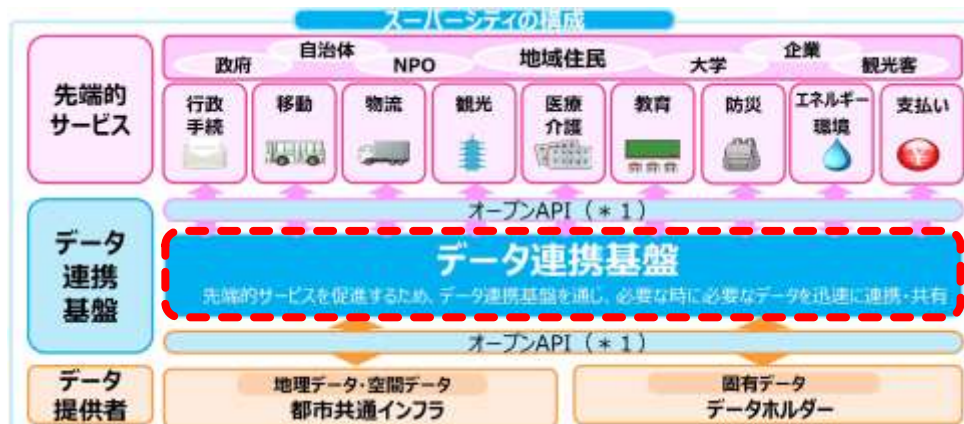 スーパーシティの構成
先端的
サービス
政府
自治体
NPO
地域住民
大学
企業
観光客
行政
手続
移動
物流
観光
医療
介護
教育
防災
エネルギー
環境
支払い
データ
連携
基盤
オープンAPI（*1）
データ連携基盤
先端的サービスを促進するため、データ連携基盤を通し、必要な時に必要なデータを迅速に連携・共有
オープンAPI（*1）
データ
提供者
地理データ・空間データ
都市共通インフラ
固有データ
データホルダー